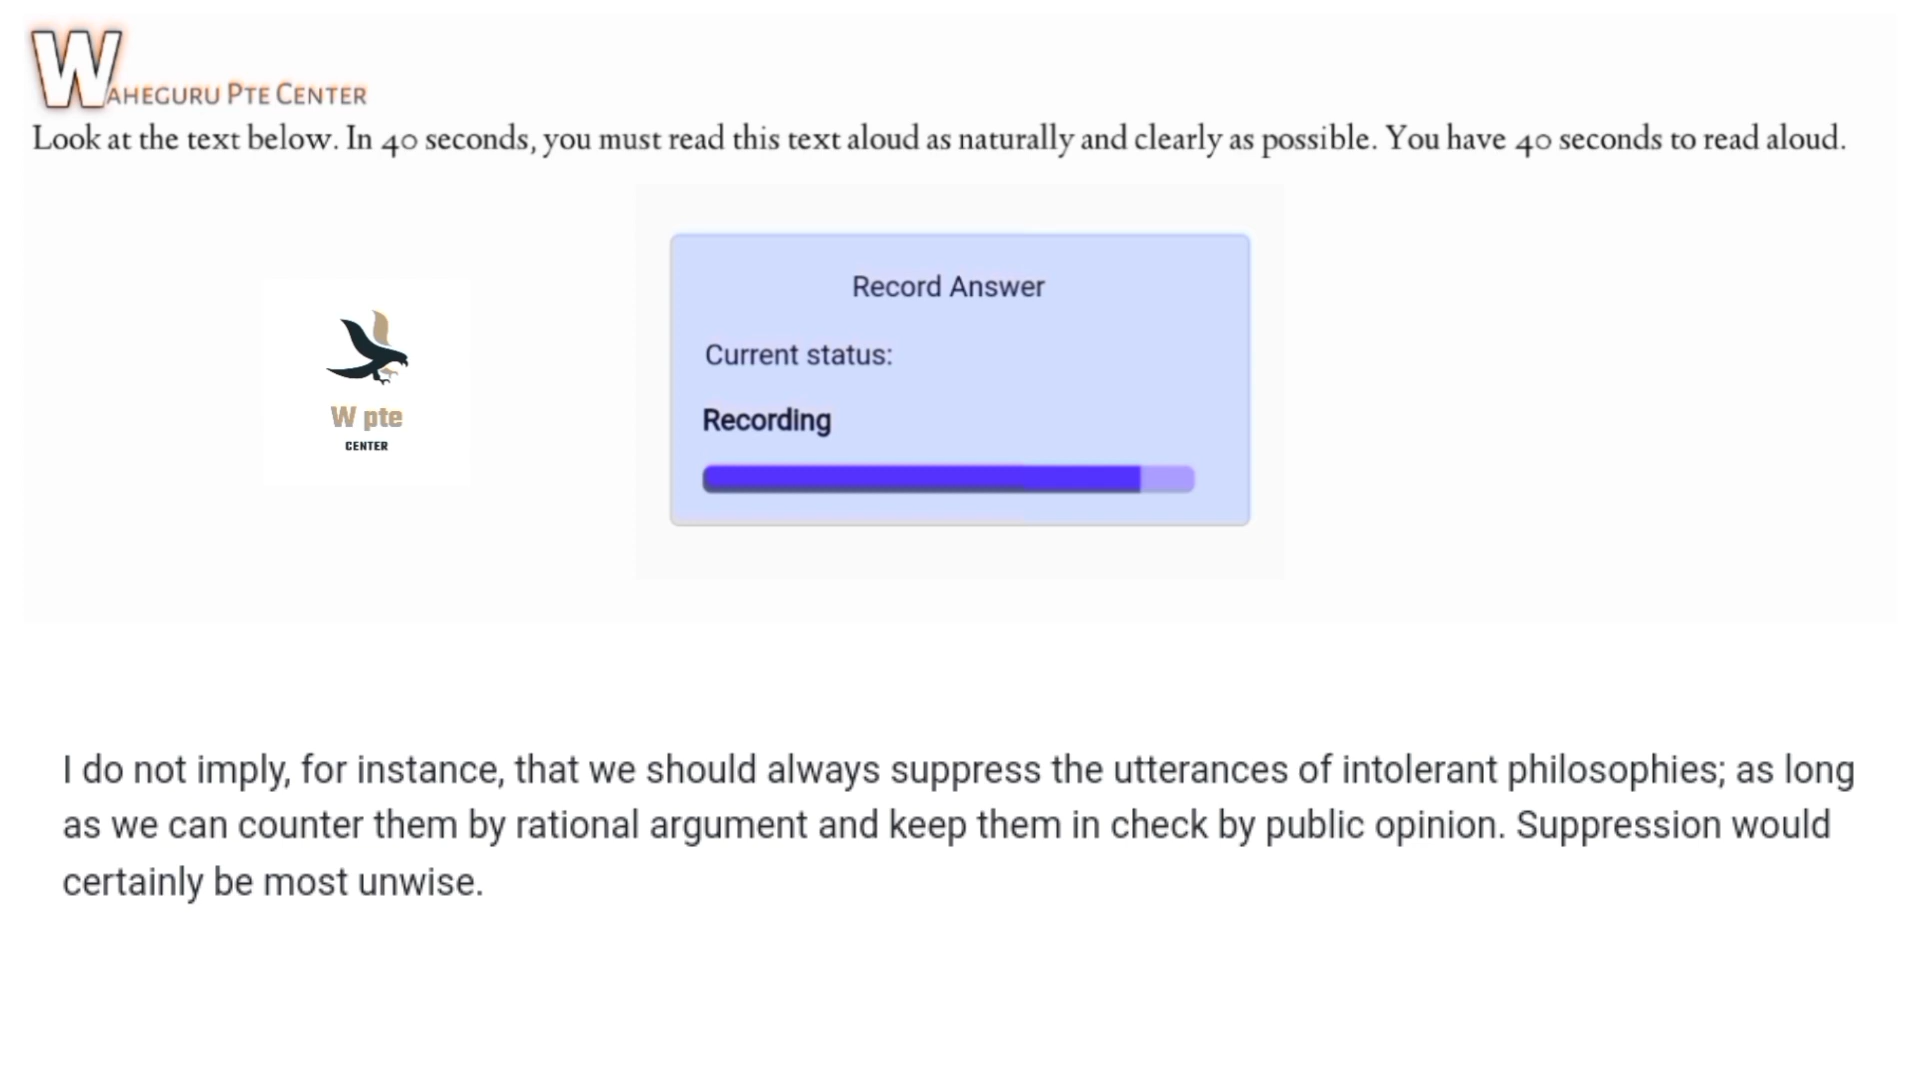 WAHEGURU PTE CENTER
Look at the text below. In 40 seconds, you must read this text aloud as naturally and clearly as possible. You have 40 seconds to read aloud.
Record Answer
Current status:
Recording
W pte
CENTER
I do not imply, for instance, that we should always suppress the utterances of intolerant philosophies; as long
as we can counter them by rational argument and keep them in check by public opinion. Suppression would
certainly be most unwise.